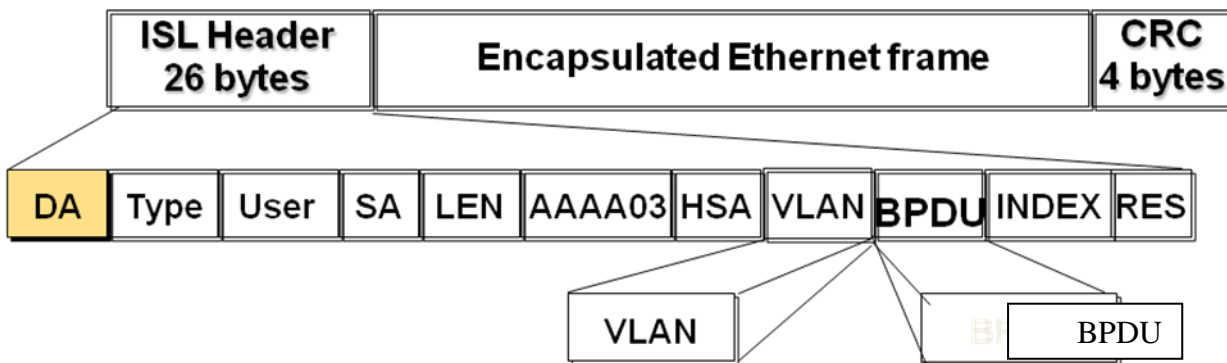 ISL Header
26 bytes
Encapsulated Ethernet frame
CRC
4 bytes
DA Type User SA LEN AAAA03 HSA VLAN BPDU INDEX RES
VLAN
BPDU